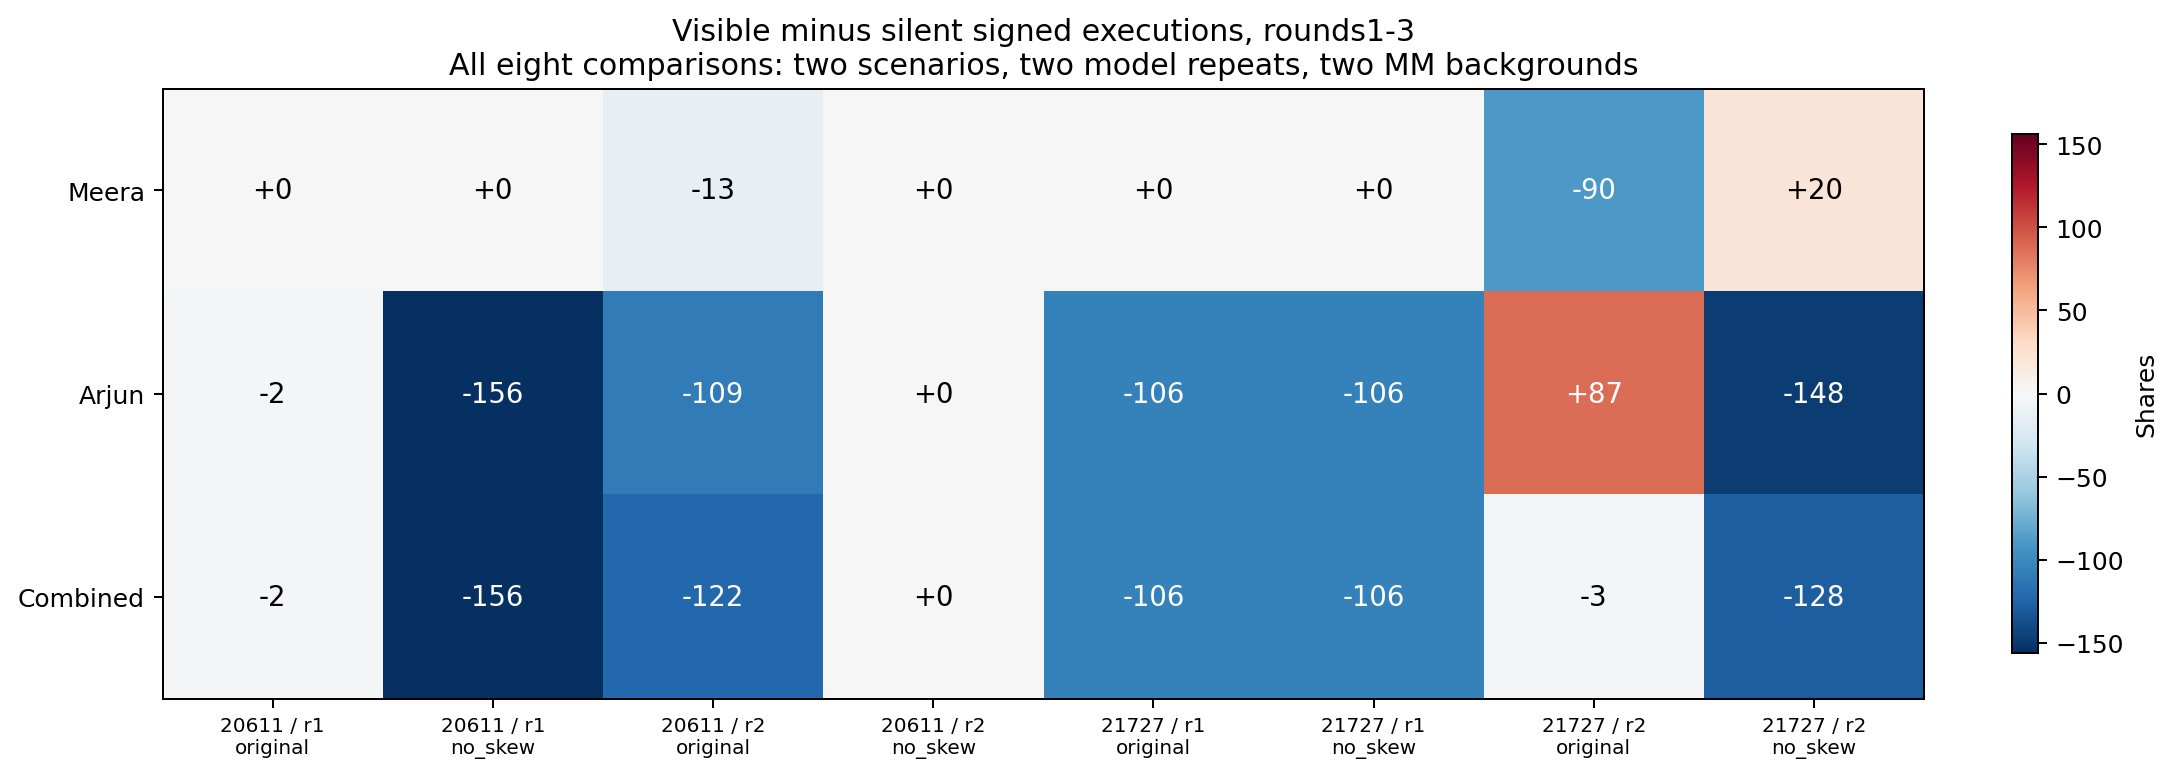 Visible minus silent signed executions, rounds1-3
All eight comparisons: two scenarios, two model repeats, two MM backgrounds
Meera
+0 +0 -13 +0 +0 +0 -90 +20
Arjun
-2 -156 -109 +0 -106 -106 +87 -148
Combined
-2 -156 -122 +0 -106 -106 -3 -128
20611 / r1
original
20611 / r1
no_skew
20611 / r2
original
20611 / r2
no_skew
21727 / r1
original
21727 / r1
no_skew
21727 / r2
original
21727 / r2
no_skew
150
100
50
0
−50
−100
−150
Shares